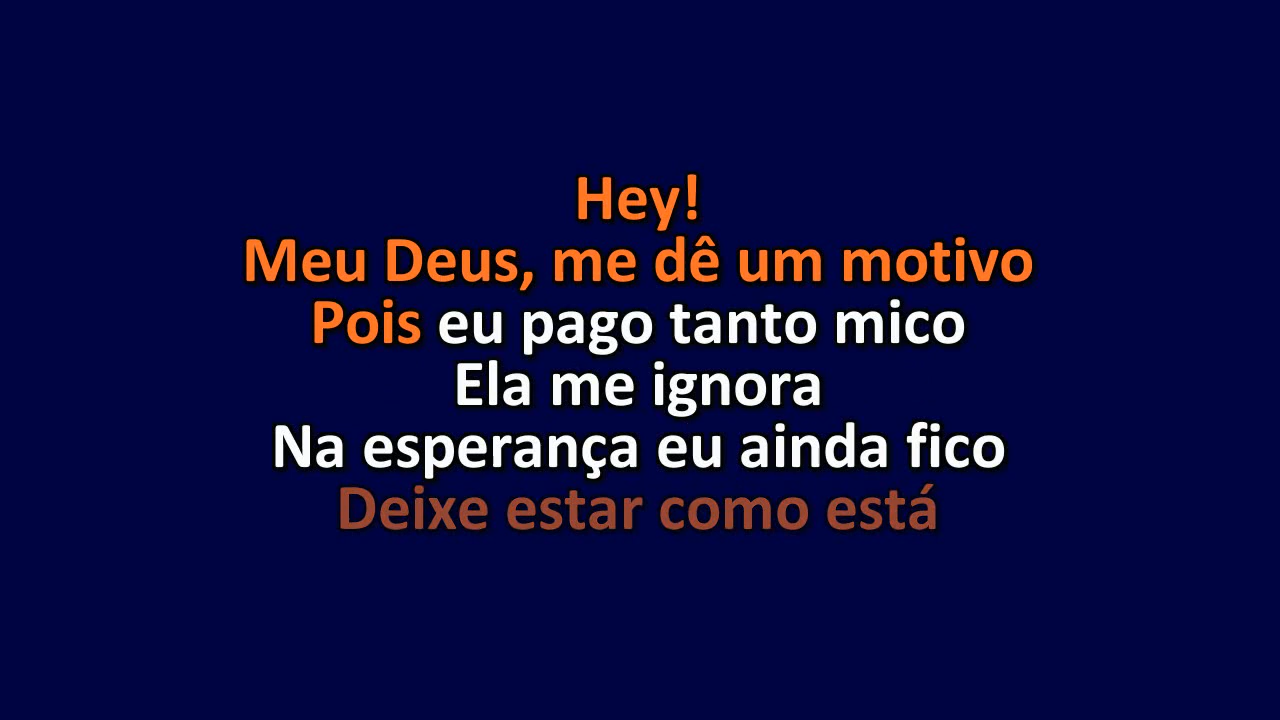 Hey!
Meu Deus, me dê um motivo
Pois eu pago tanto mico
Ela me ignora
Na esperança eu ainda fico
Deixe estar como está